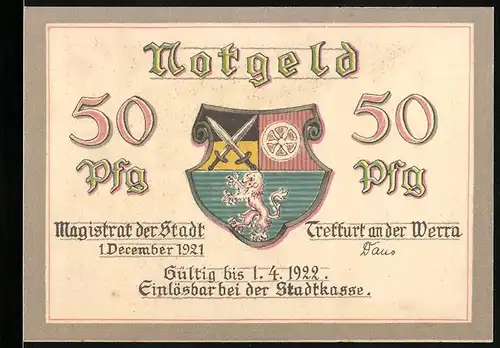 Notgeld
50 Pfg
50 Pfg
Magistrat der Stadt Treffurt an der Werra
1 December 1921
Gültig bis 1.4.1922.
Einlösbar bei der Stadtkasse.